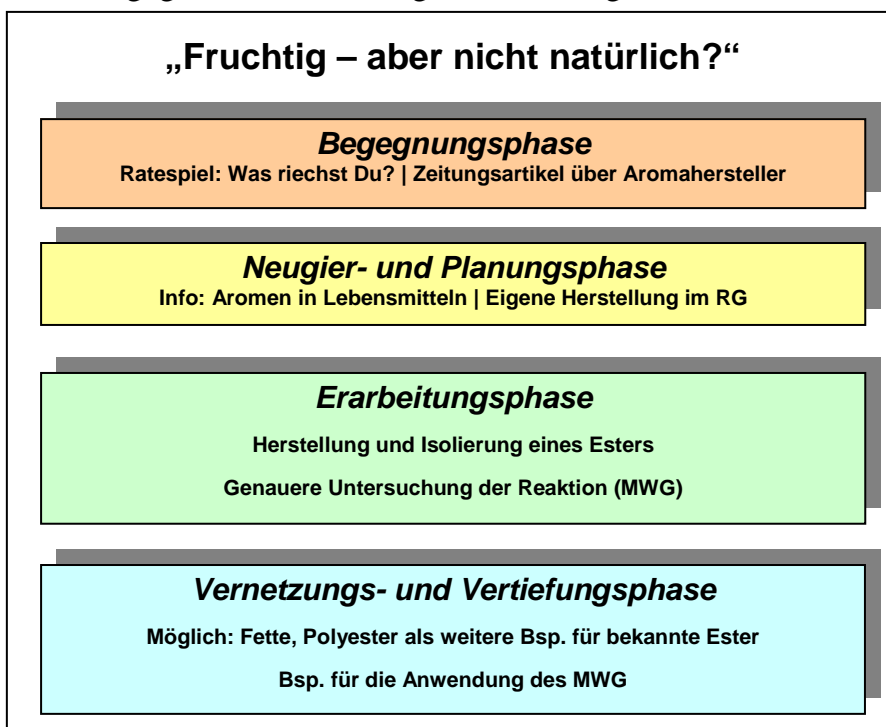 „Fruchtig – aber nicht natürlich?“
Begegnungsphase
Ratespiel: Was riechst Du? | Zeitungsartikel über Aromahersteller
Neugier- und Planungsphase
Info: Aromen in Lebensmitteln | Eigene Herstellung im RG
Erarbeitungsphase
Herstellung und Isolierung eines Esters
Genauere Untersuchung der Reaktion (MWG)
Vernetzungs- und Vertiefungsphase
Möglich: Fette, Polyester als weitere Bsp. für bekannte Ester
Bsp. für die Anwendung des MWG